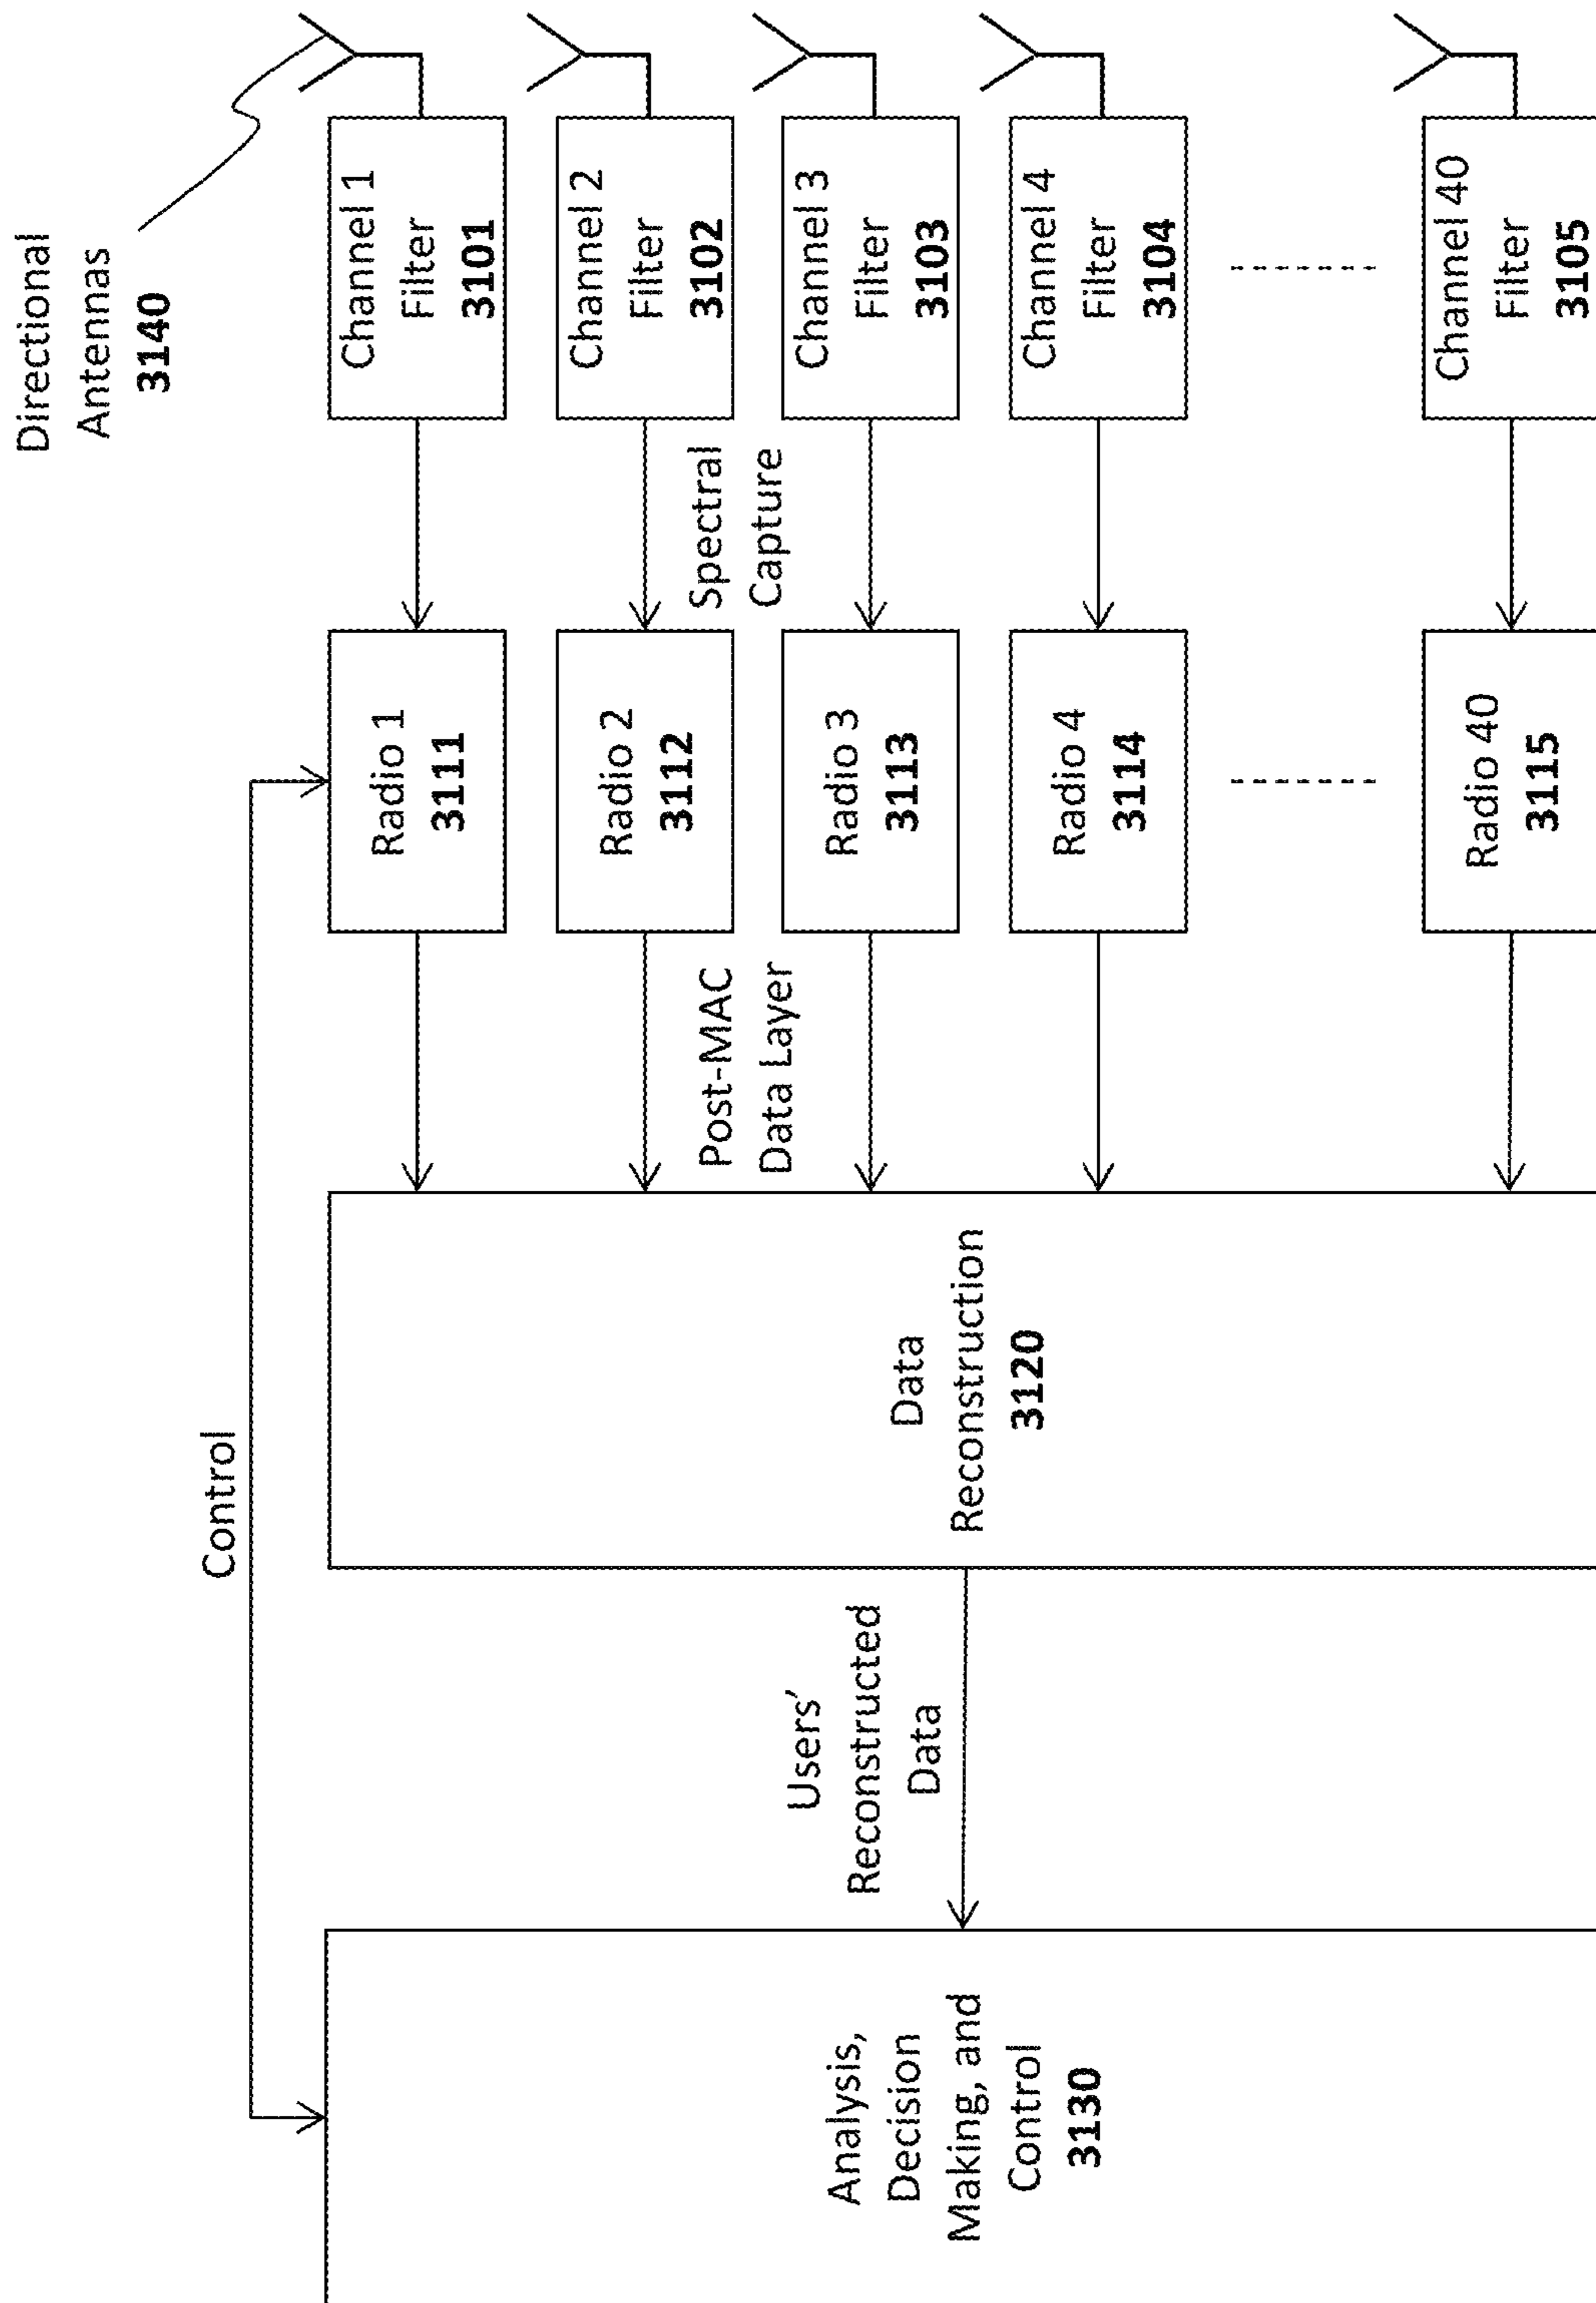 Directional
Antennas
3140
Control
Channel 1
Filter
3101
Channel 2
Filter
3102
Channel 3
Filter
3103
Channel 4
Filter
3104
Channel 40
Filter
3105
Spectral
Capture
Radio 1
3111
Radio 2
3112
Radio 3
3113
Radio 4
3114
Radio 40
3115
Post-MAC
Data Layer
Data
Reconstruction
3120
Users'
Reconstructed
Data
Analysis,
Decision
Making, and
Control
3130